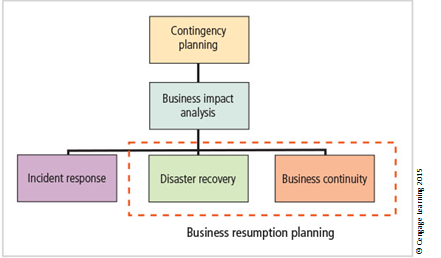 Contingency
planning
Business impact
analysis
Incident response
Disaster recovery
Business continuity
Business resumption planning
© Cengage Learning 2015